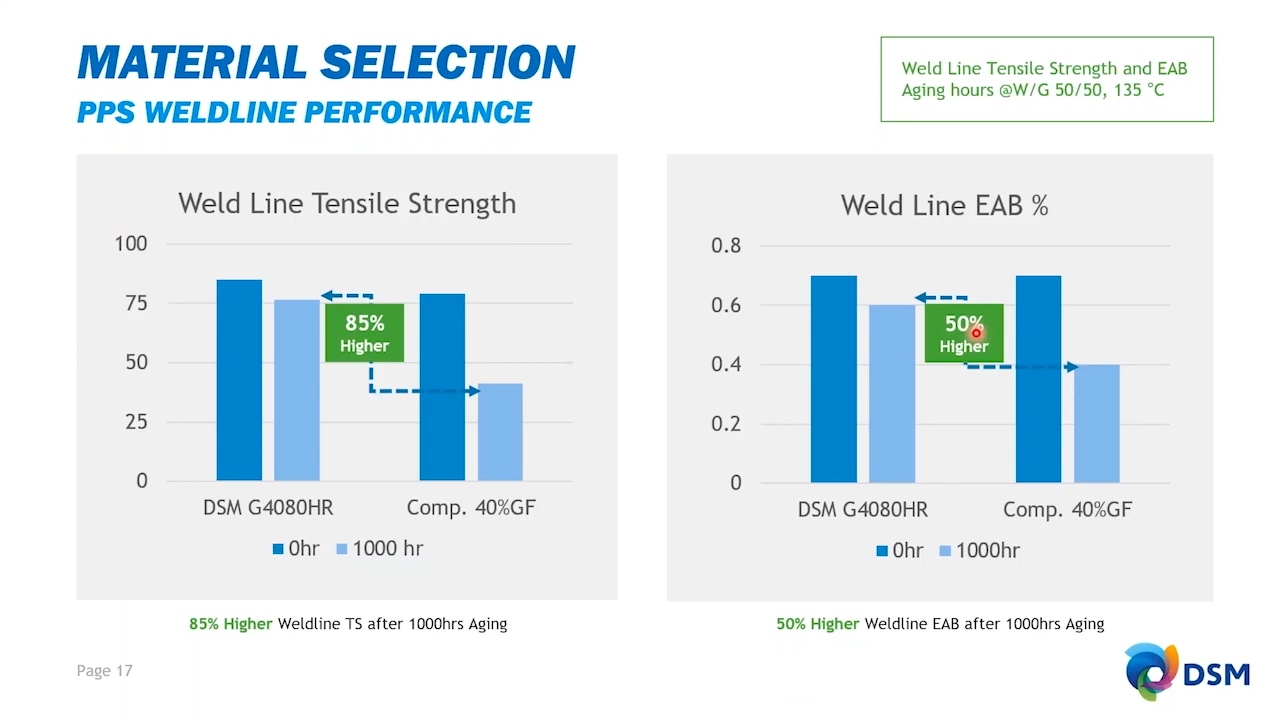 MATERIAL SELECTION
PPS WELDLINE PERFORMANCE
Weld Line Tensile Strength and EAB
Aging hours @W/G 50/50, 135 °C
Weld Line Tensile Strength
100
75
50
25
0
85%
Higher
DSM G4080HR
Comp. 40%GF
0hr
1000 hr
Weld Line EAB %
0.8
0.6
0.4
0.2
0
50%
Higher
DSM G4080HR
Comp. 40%GF
0hr
1000hr
85% Higher Weldline TS after 1000hrs Aging
50% Higher Weldline EAB after 1000hrs Aging
Page 17
DSM